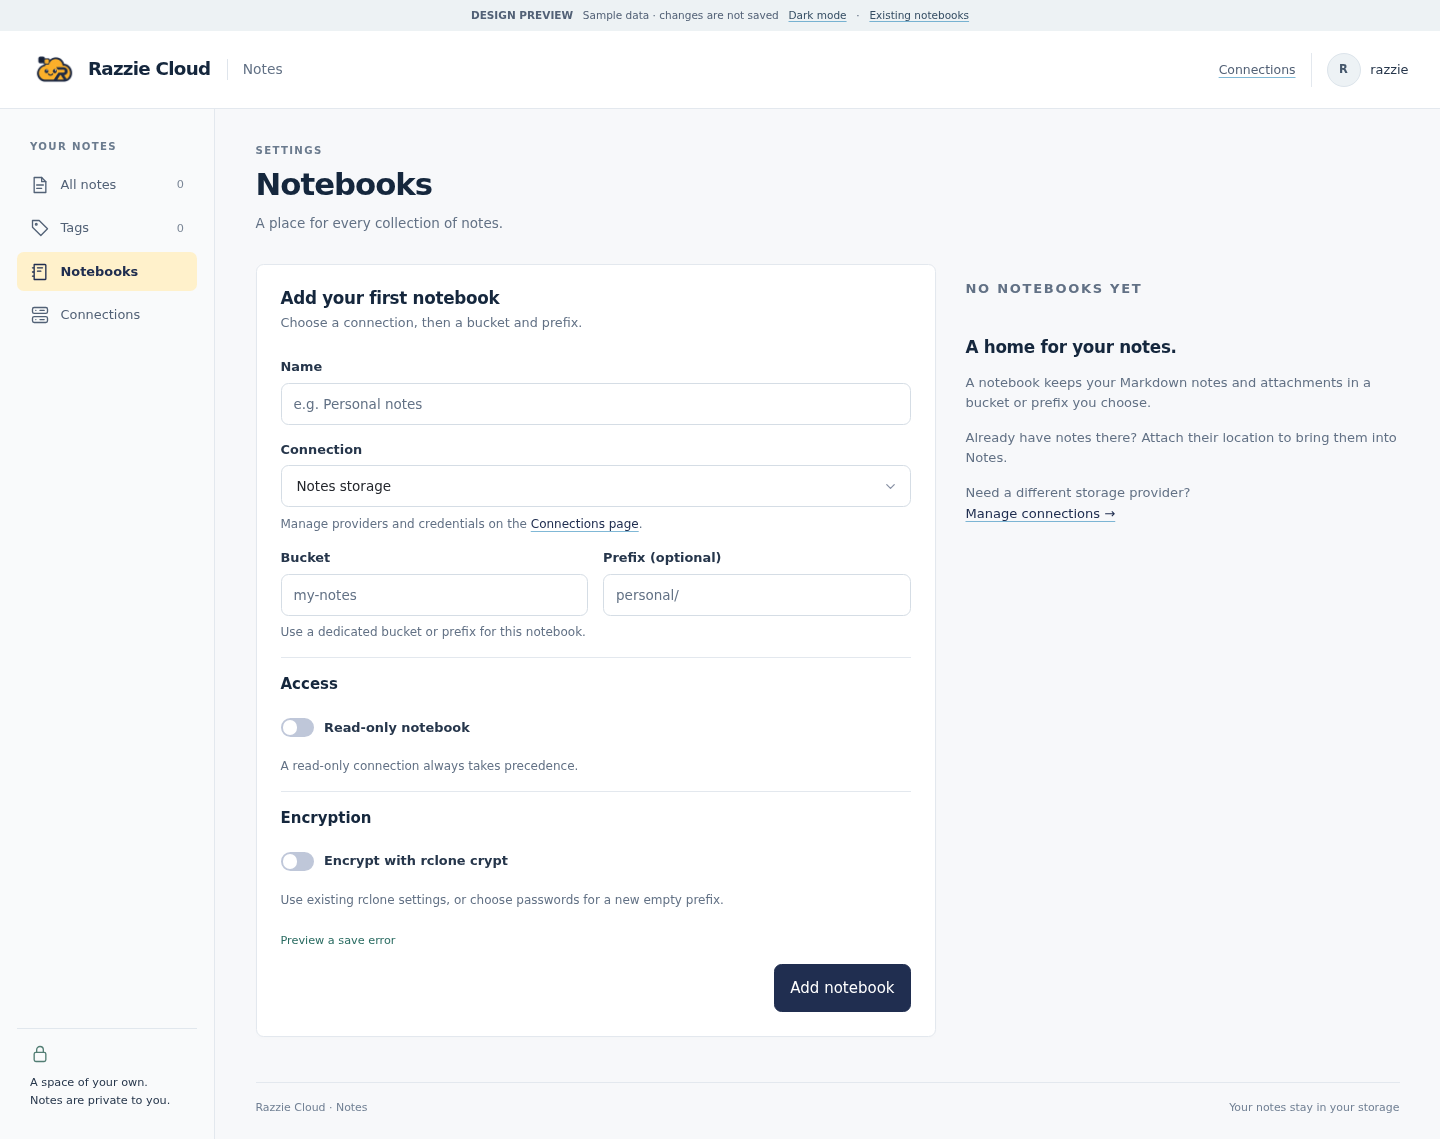 DESIGN PREVIEW Sample data · changes are not saved Dark mode · Existing notebooks
Razzie Cloud Notes
Connections R razzie
YOUR NOTES
All notes 0
Tags 0
Notebooks
Connections
A space of your own.
Notes are private to you.
SETTINGS
Notebooks
A place for every collection of notes.
Add your first notebook
Choose a connection, then a bucket and prefix.
Name
e.g. Personal notes
Connection
Notes storage
Manage providers and credentials on the Connections page.
Bucket Prefix (optional)
my-notes personal/
Use a dedicated bucket or prefix for this notebook.
Access
Read-only notebook
A read-only connection always takes precedence.
Encryption
Encrypt with rclone crypt
Use existing rclone settings, or choose passwords for a new empty prefix.
Preview a save error
Add notebook
NO NOTEBOOKS YET
A home for your notes.
A notebook keeps your Markdown notes and attachments in a
bucket or prefix you choose.
Already have notes there? Attach their location to bring them into
Notes.
Need a different storage provider?
Manage connections →
Razzie Cloud · Notes
Your notes stay in your storage